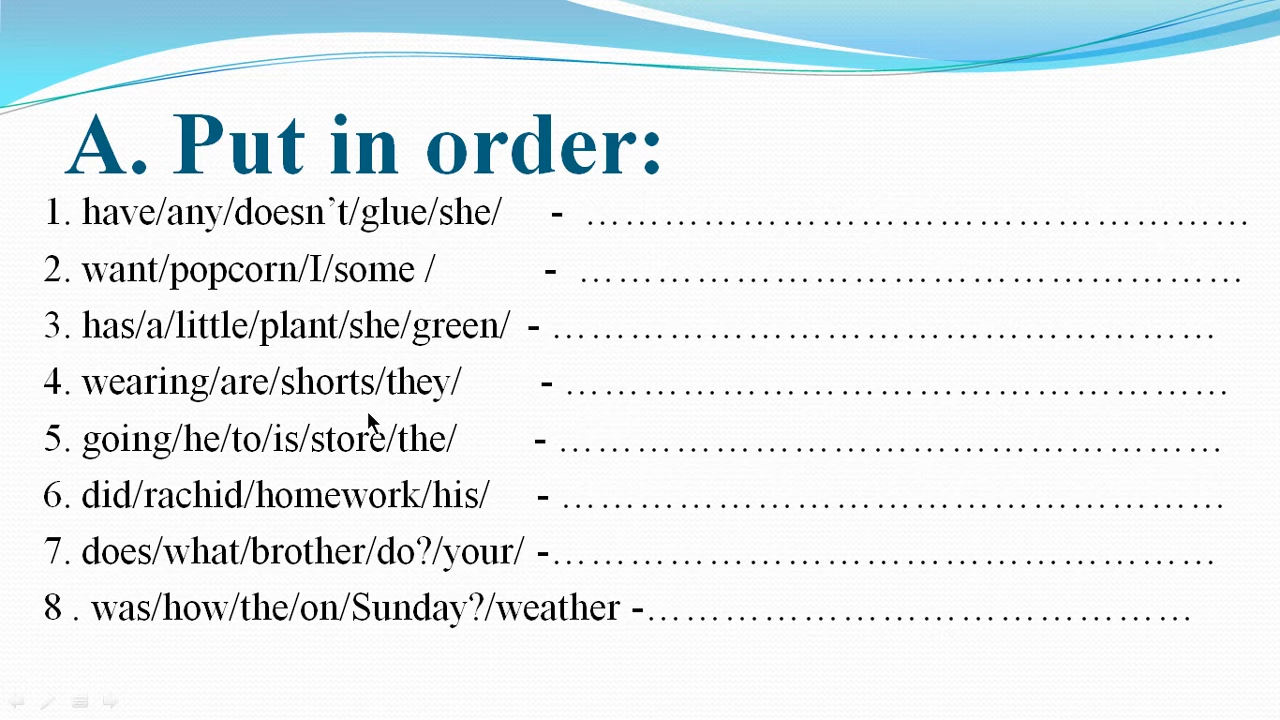 A. Put in order:
1. have/any/doesn’t/glue/she/ - ……………………………………………
2. want/popcorn/I/some / - ……………………………………………
3. has/a/little/plant/she/green/ - ……………………………………………
4. wearing/are/shorts/they/ - ……………………………………………
5. going/he/to/is/store/the/ - ……………………………………………
6. did/rachid/homework/his/ - ……………………………………………
7. does/what/brother/do?/your/ -……………………………………………
8 . was/how/the/on/Sunday?/weather -……………………………………